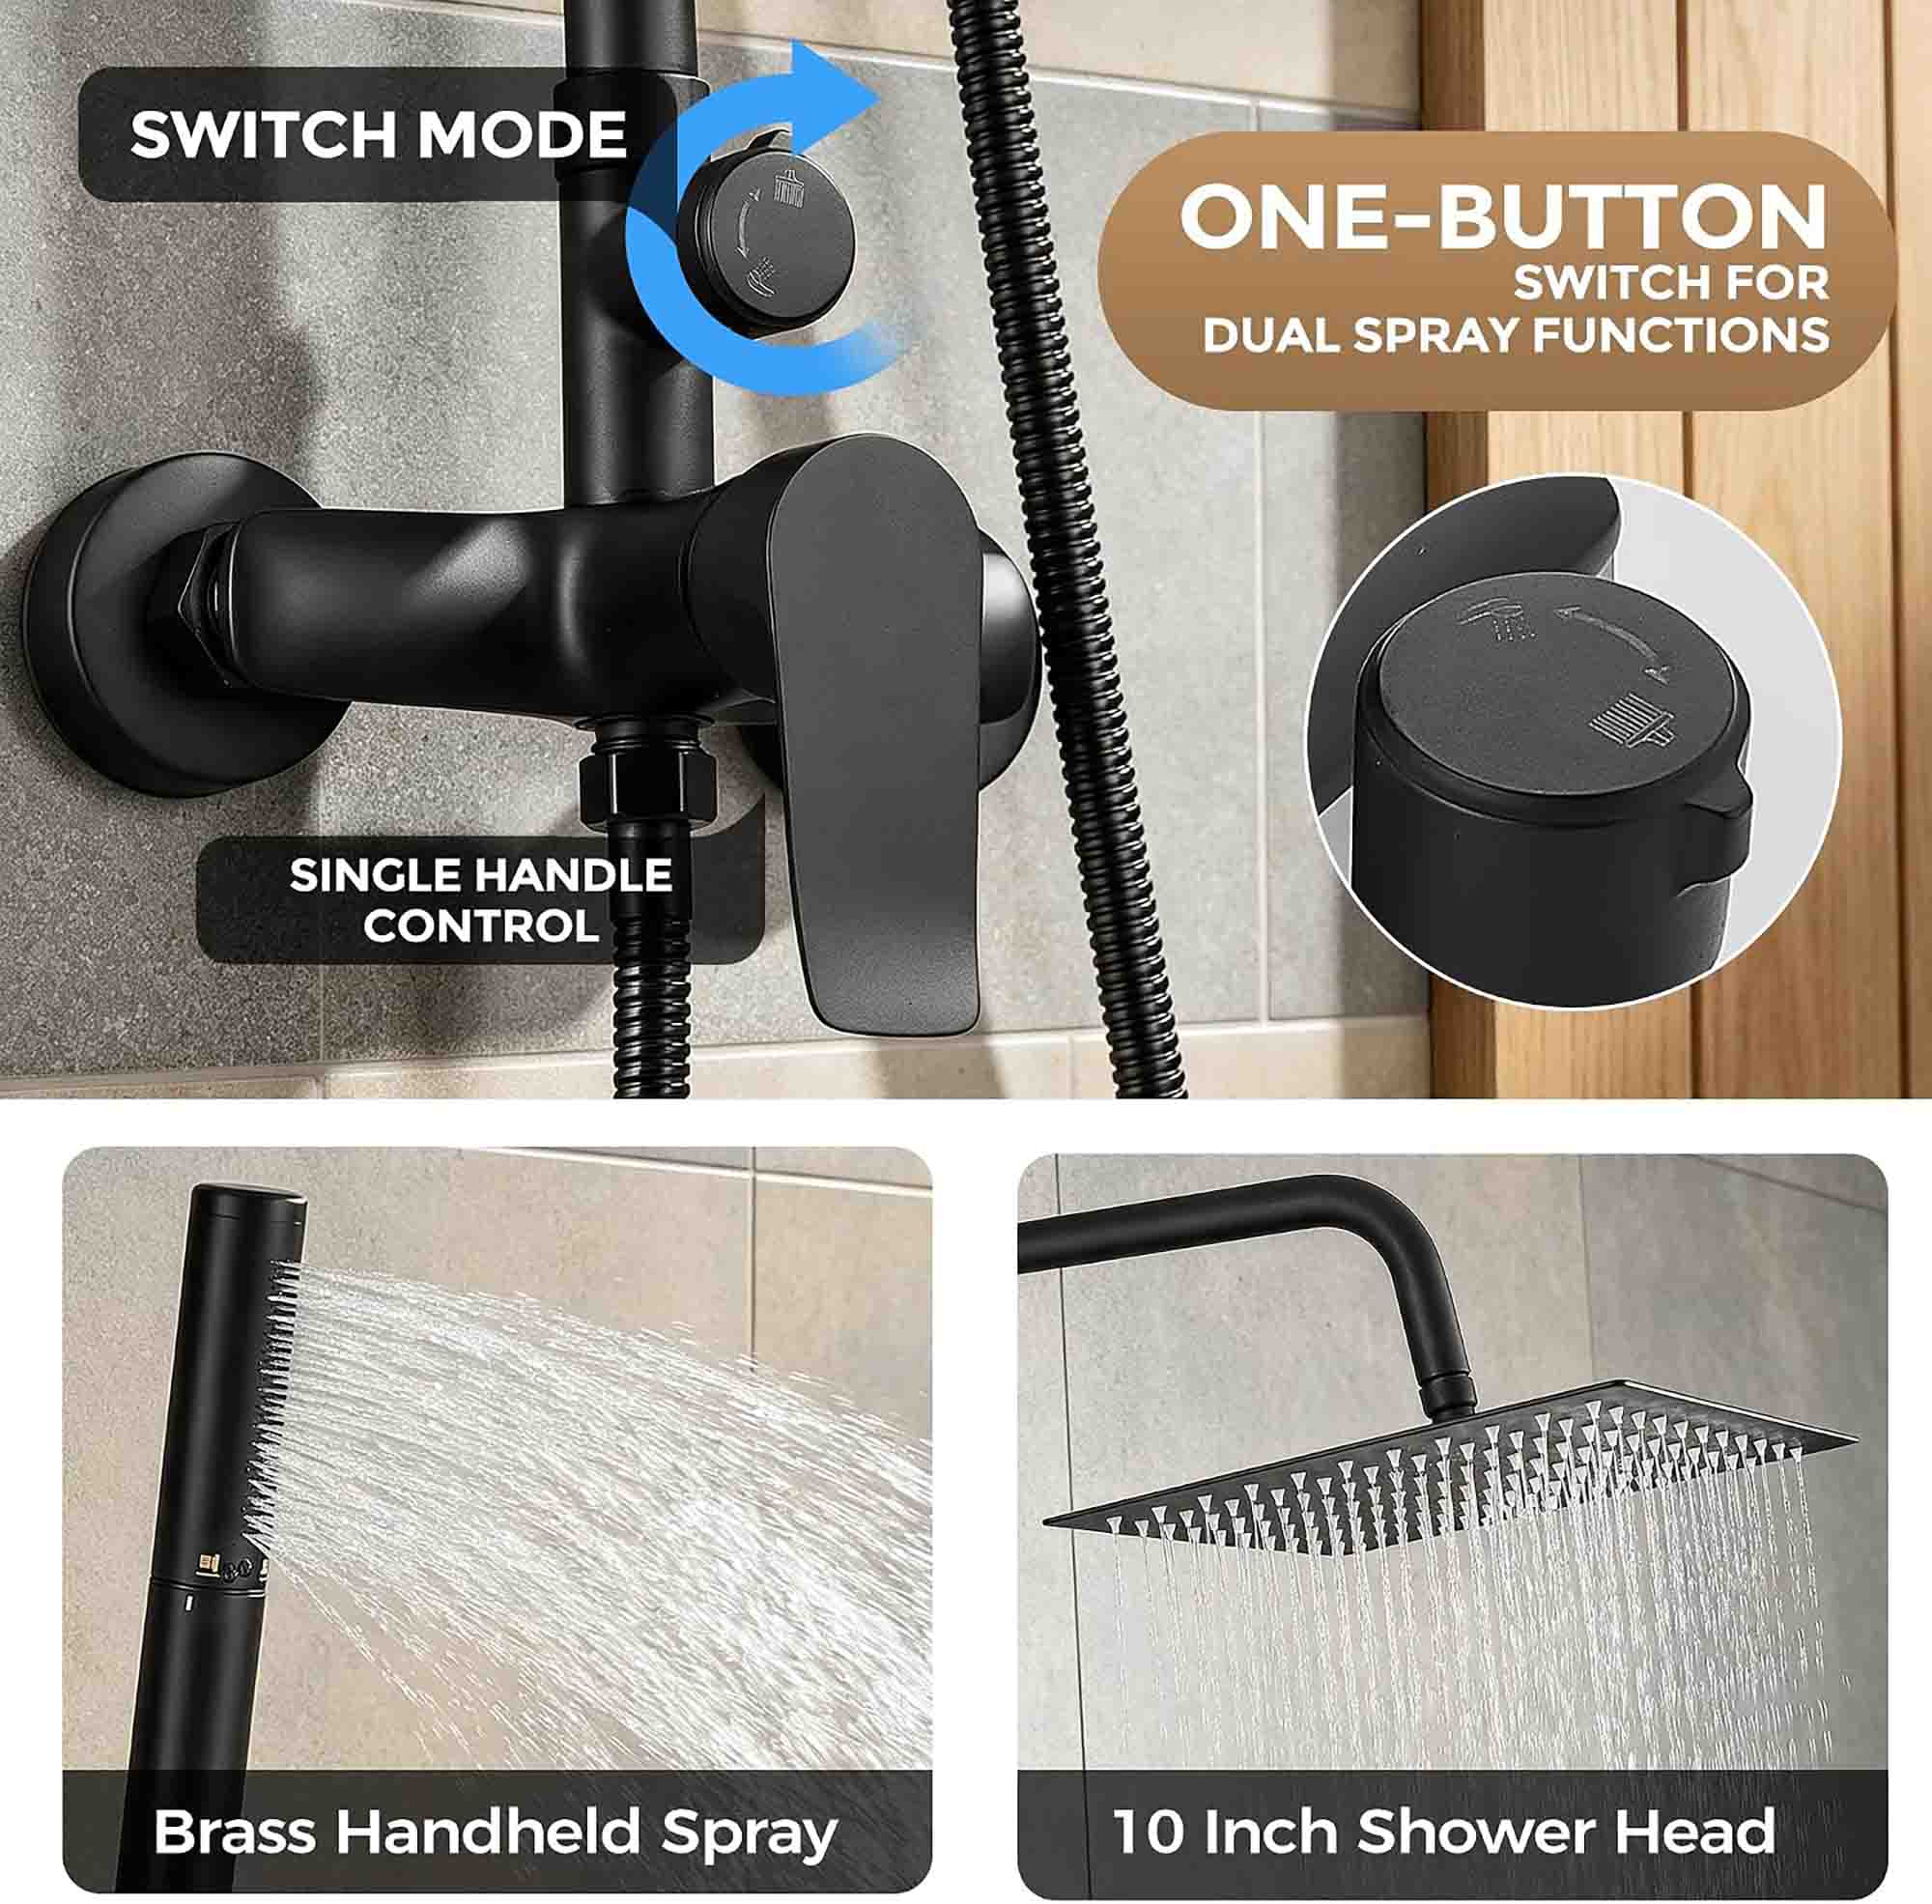 SWITCH MODE
ONE-BUTTON
SWITCH FOR
DUAL SPRAY FUNCTIONS
SINGLE HANDLE
CONTROL
Brass Handheld Spray
10 Inch Shower Head